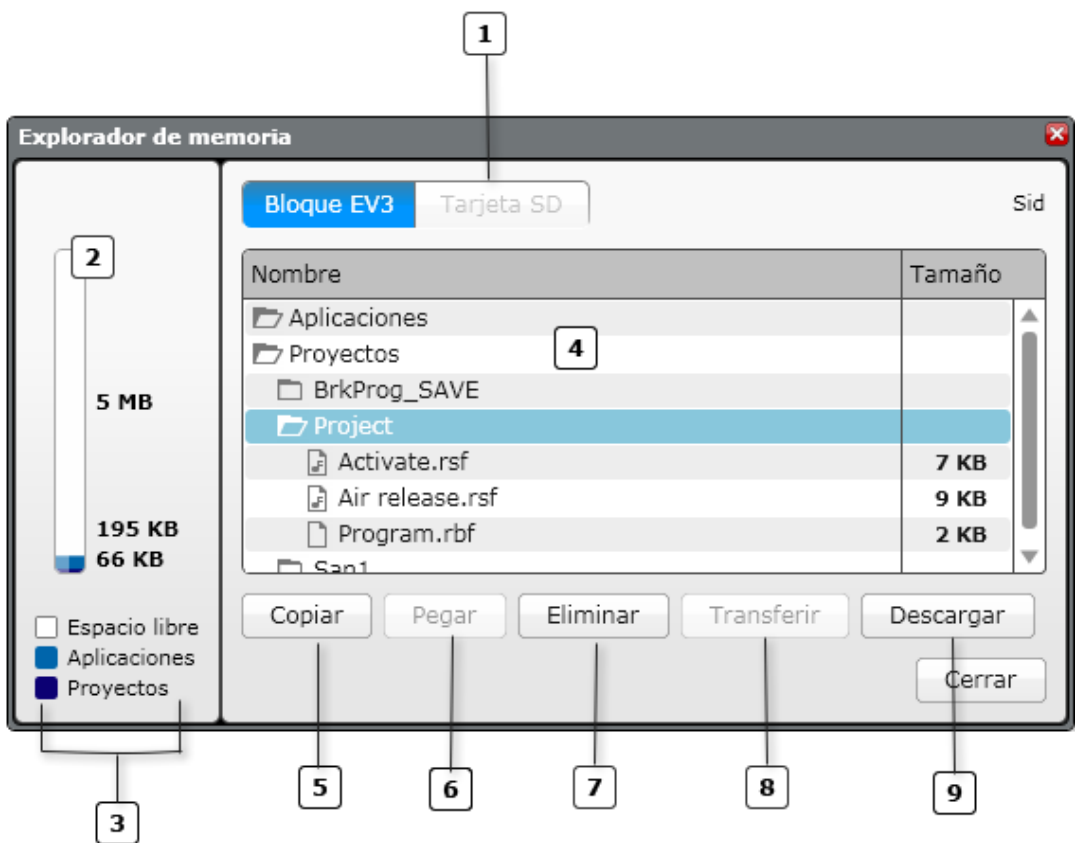 1
Explorador de memoria
Bloque EV3 Tarjeta SD Sid
2
Nombre Tamaño
Aplicaciones
4
Proyectos
BrkProg_SAVE
5 MB
Project
Activate.rsf 7 KB
Air release.rsf 9 KB
195 KB
Program.rbf 2 KB
66 KB
San1
Copiar Pegar Eliminar Transferir Descargar
Espacio libre
Aplicaciones
Proyectos
Cerrar
5 6 7 8 9
3